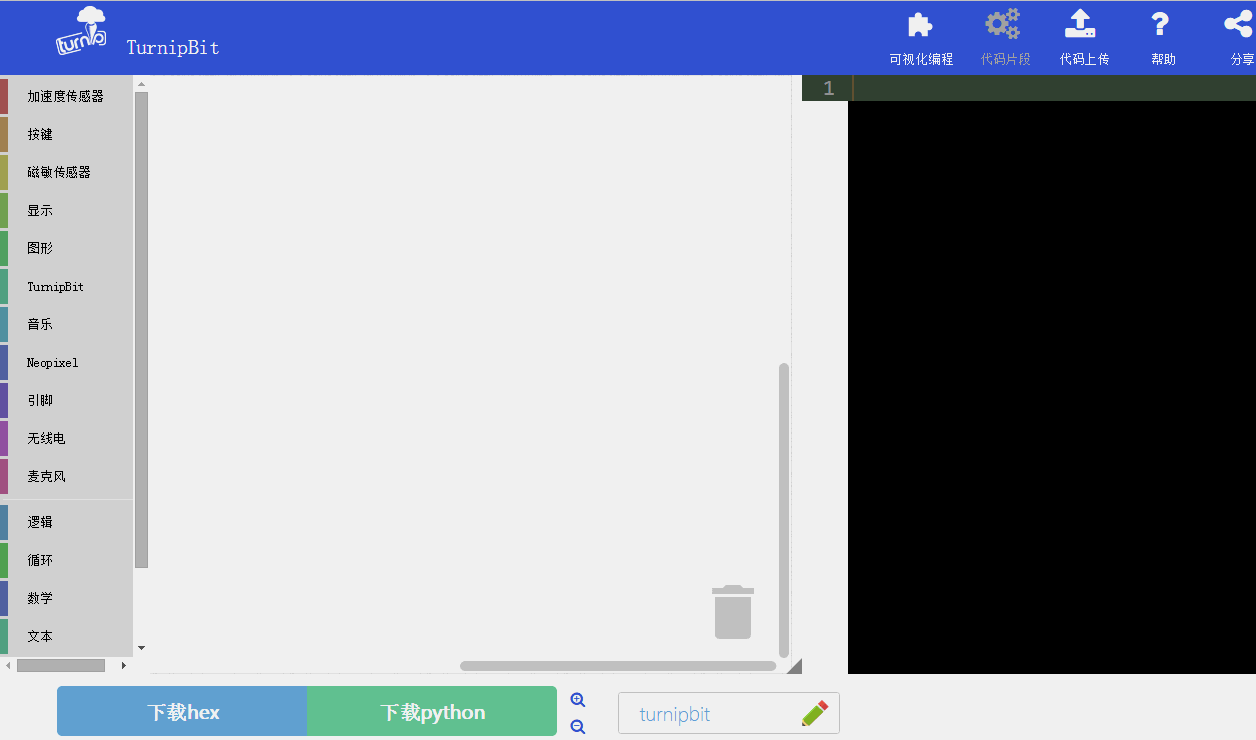 turnip
TurnipBit
可视化编程
代码片段
代码上传
帮助
分享
加速度传感器
按键
磁敏传感器
显示
图形
TurnipBit
音乐
Neopixel
引脚
无线电
麦克风
逻辑
循环
数学
文本
1
下载hex
下载python
turnipbit